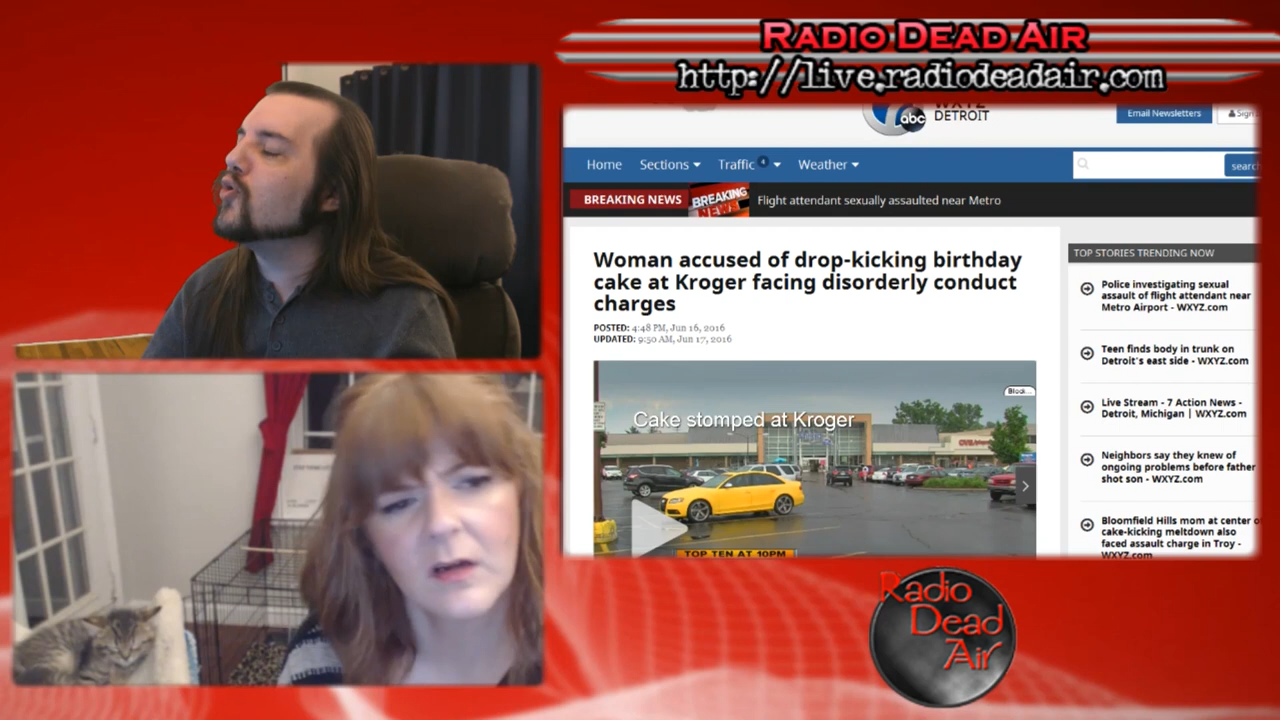 RADIO DEAD AIR
http://live.radiodeadair.com
abc
WXYZ
DETROIT
Email Newsletters
Sign
Home Sections Traffic 4 Weather
search
BREAKING NEWS BREAKING NEWS Flight attendant sexually assaulted near Metro
Woman accused of drop-kicking birthday
cake at Kroger facing disorderly conduct
charges
POSTED: 4:48 PM, Jun 16, 2016
UPDATED: 9:50 AM, Jun 17, 2016
Cake stomped at Kroger
TOP TEN AT 10PM
TOP STORIES TRENDING NOW
Police investigating sexual
assault of flight attendant near
Metro Airport - WXYZ.com
Teen finds body in trunk on
Detroit's east side - WXYZ.com
Live Stream - 7 Action News -
Detroit, Michigan | WXYZ.com
Neighbors say they knew of
ongoing problems before father
shot son - WXYZ.com
Bloomfield Hills mom at center o
cake-kicking meltdown also
faced assault charge in Troy -
WXYZ.com
Radio
Dead
Air